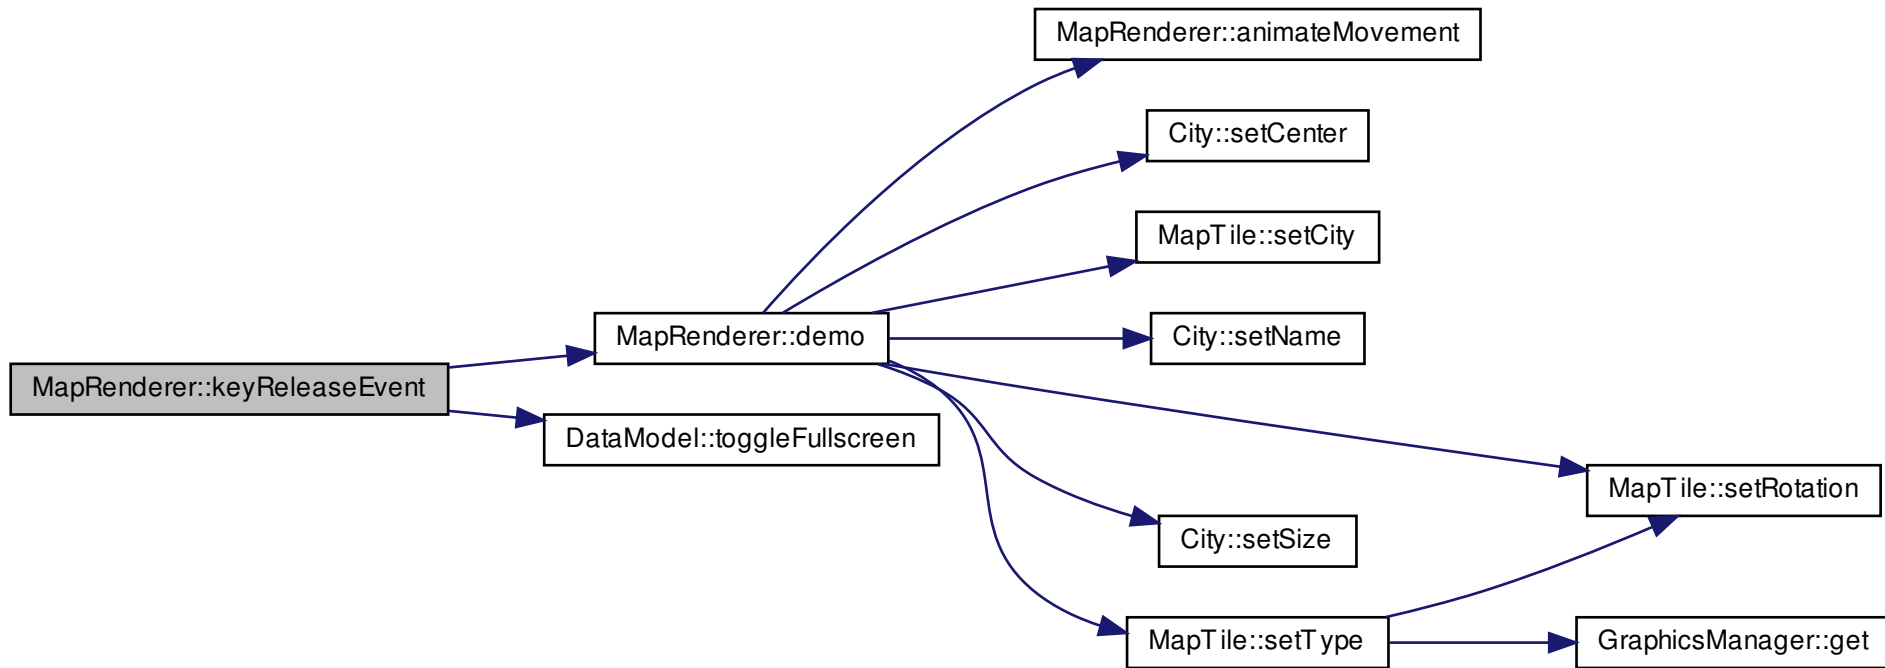 MapRenderer::animateMovement
City::setCenter
MapTile::setCity
MapRenderer::demo
City::setName
MapRenderer::keyReleaseEvent
DataModel::toggleFullscreen
MapTile::setRotation
City::setSize
MapTile::setType
GraphicsManager::get